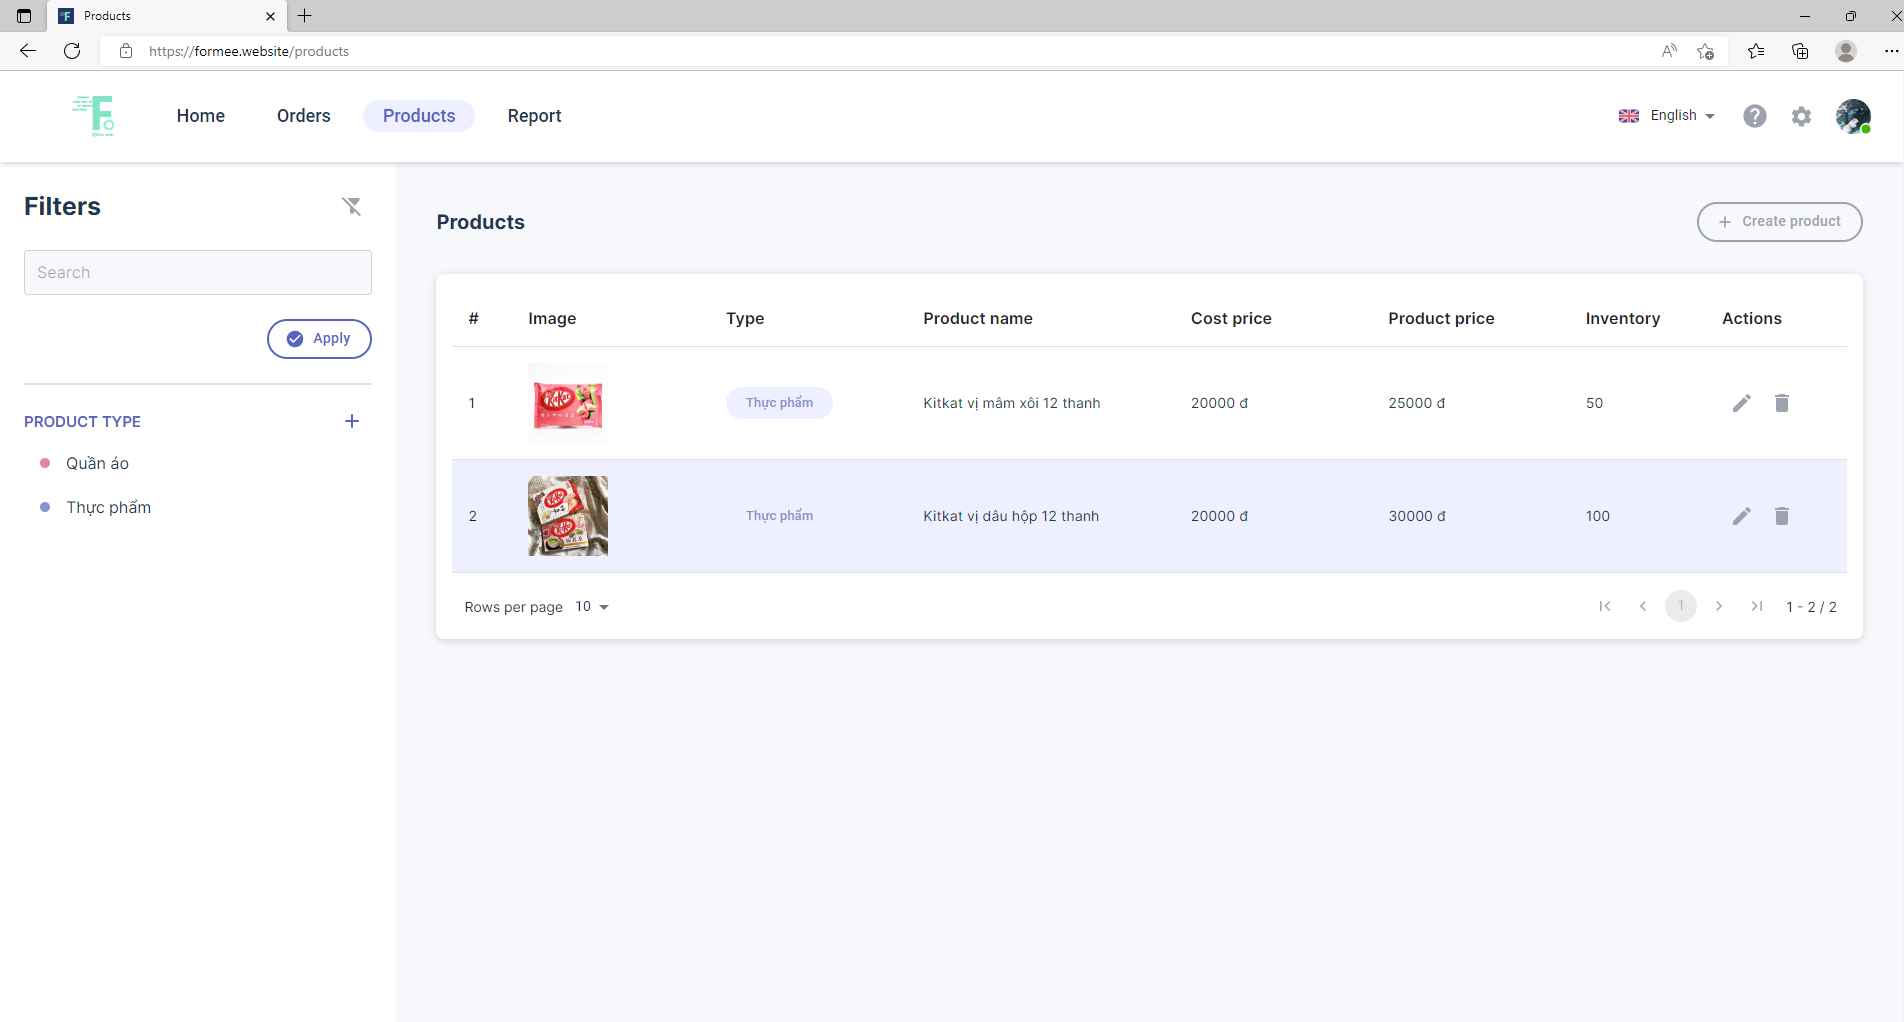 Products
https://formee.website/products
Home
Orders
Products
Report
English
Filters
Search
Apply
PRODUCT TYPE
Quần áo
Thực phẩm
Products
Create product
# Image Type Product name Cost price Product price Inventory Actions
1 KitKat Thực phẩm Kitkat vị mâm xôi 12 thanh 20000 đ 25000 đ 50
2 KitKat KitKat Thực phẩm Kitkat vị dâu hộp 12 thanh 20000 đ 30000 đ 100
Rows per page 10
1
1 - 2 / 2